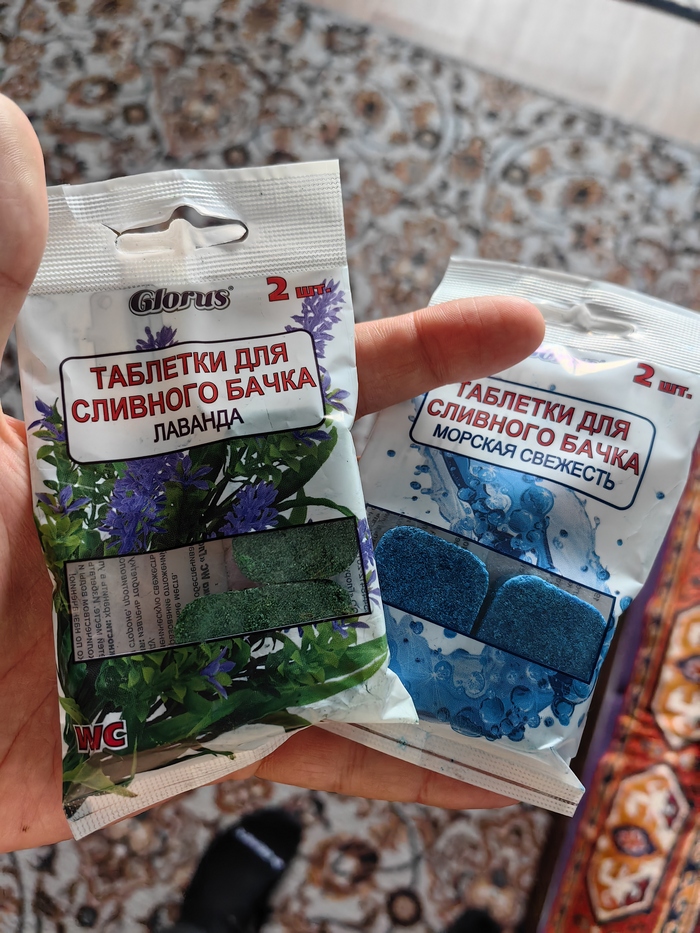 Glorus
2 шт.
ТАБЛЕТКИ ДЛЯ
СЛИВНОГО БАЧКА
ЛАВАНДА
WC
2 шт.
ТАБЛЕТКИ ДЛЯ
СЛИВНОГО БАЧКА
МОРСКАЯ СВЕЖЕСТЬ